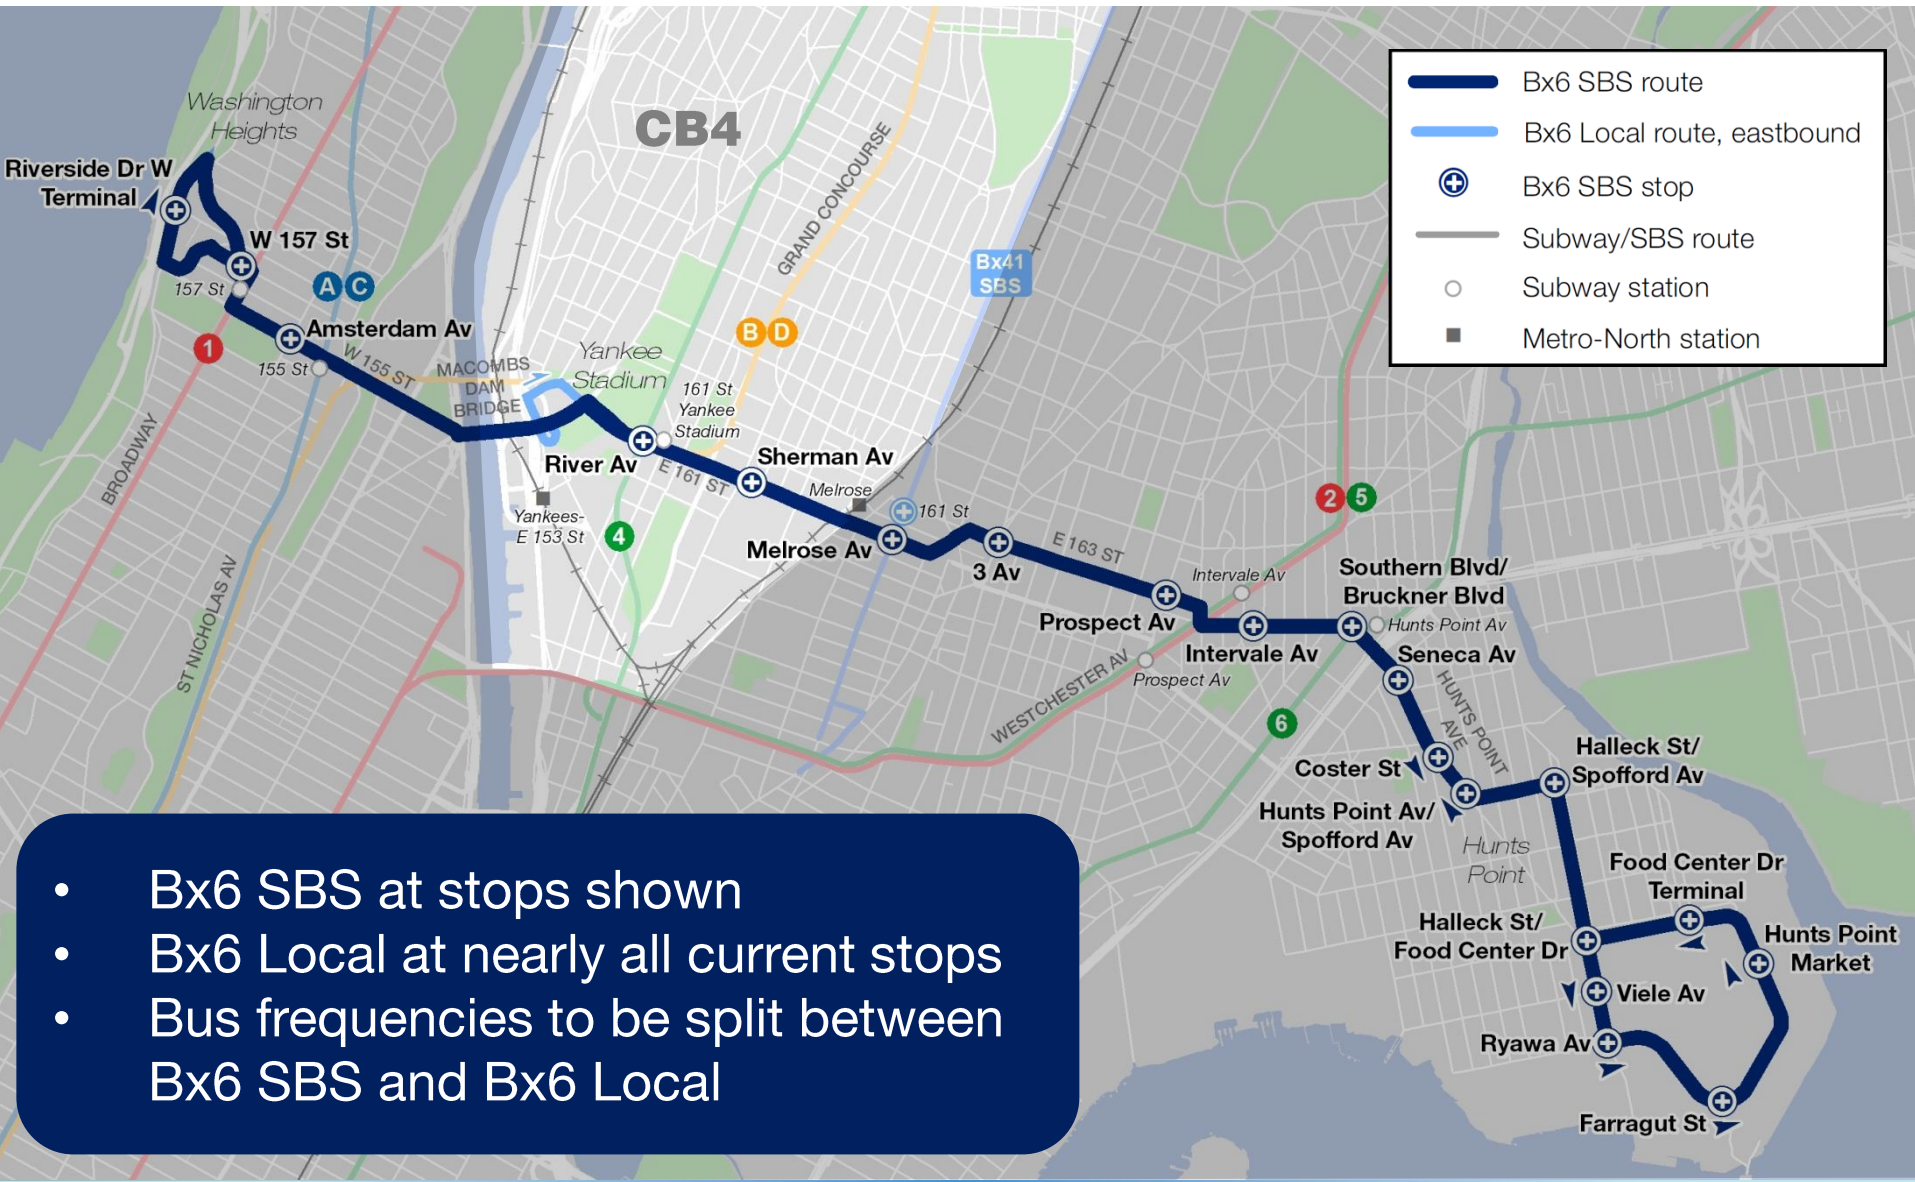 Washington
Heights
CB4
Riverside Dr W
Terminal
W 157 St
157 St
A C
1
Amsterdam Av
155 St
W 155 ST
BROADWAY
ST NICHOLAS AV
MACOMBS
DAM
BRIDGE
Yankee
Stadium
161 St
Yankee
Stadium
GRAND CONCOURSE
B D
Bx41
SBS
River Av
E 161 ST
Sherman Av
Melrose
161 St
Yankees-
E 153 St
4
Melrose Av
3 Av
E 163 ST
2 5
Prospect Av
Intervale Av
Intervale Av
WESTCHESTER AV
Prospect Av
6
Southern Blvd/
Bruckner Blvd
Hunts Point Av
Seneca Av
HUNTS POINT
AVE
Coster St
Hunts Point Av/
Spofford Av
Halleck St/
Spofford Av
Hunts
Point
Food Center Dr
Terminal
Halleck St/
Food Center Dr
Hunts Point
Market
Viele Av
Ryawa Av
Farragut St
Bx6 SBS route
Bx6 Local route, eastbound
Bx6 SBS stop
Subway/SBS route
Subway station
Metro-North station
• Bx6 SBS at stops shown
• Bx6 Local at nearly all current stops
• Bus frequencies to be split between
Bx6 SBS and Bx6 Local